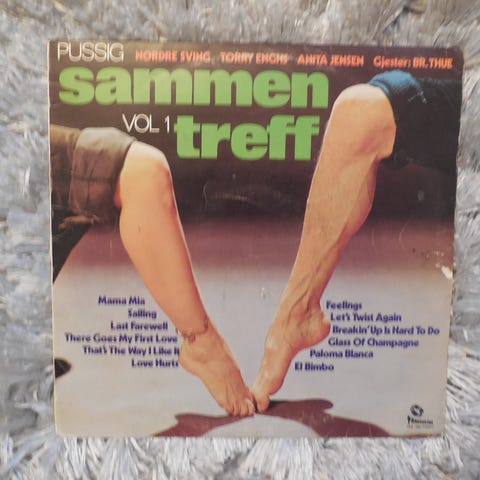 PUSSIG
NORDRE SVING, TORRY ENGHS ANITA JENSEN Gjester: BR. THUE
sammen
VOL 1 treff
Mama Mia
Sailing
Last Farewell
There Goes My First Love
That's The Way I Like It
Love Hurts
Feelings
Let's Twist Again
Breakin' Up Is Hard To Do
Glass Of Champagne
Paloma Blanca
El Bimbo